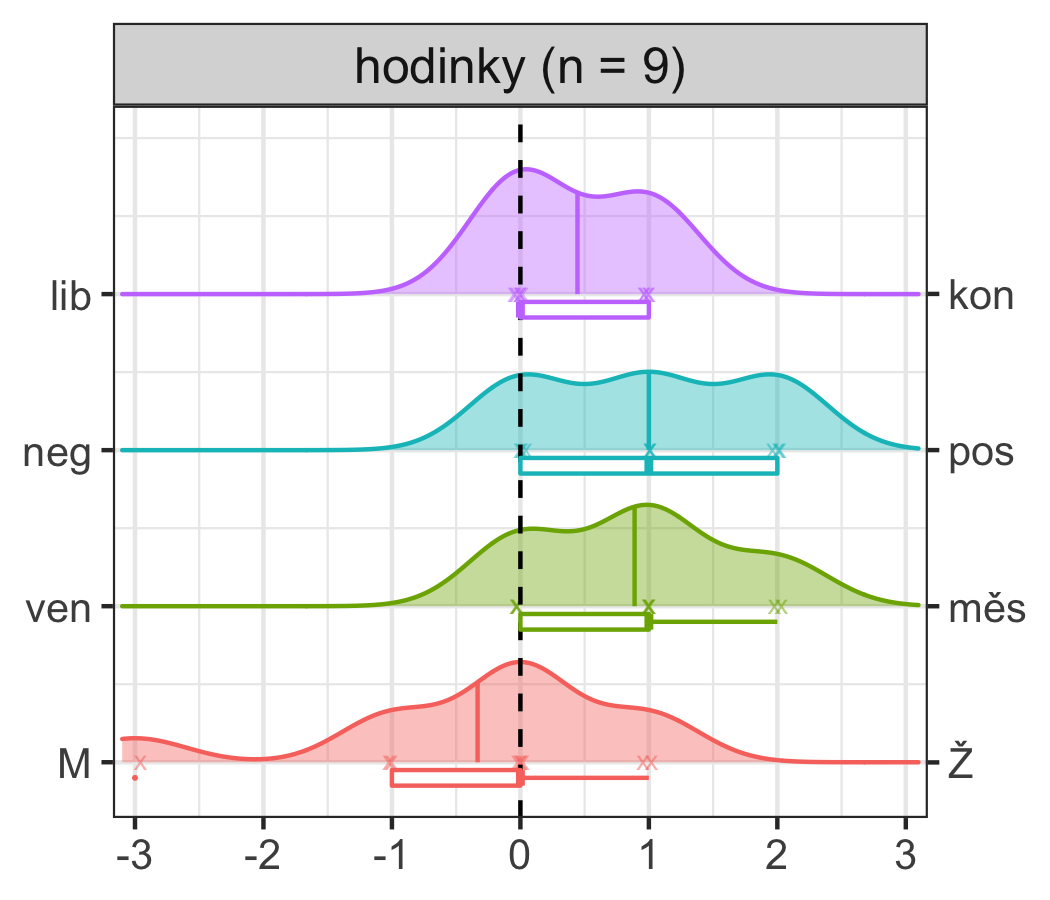 hodinky (n = 9)
lib kon
neg pos
ven měs
M Ž
-3 -2 -1 0 1 2 3